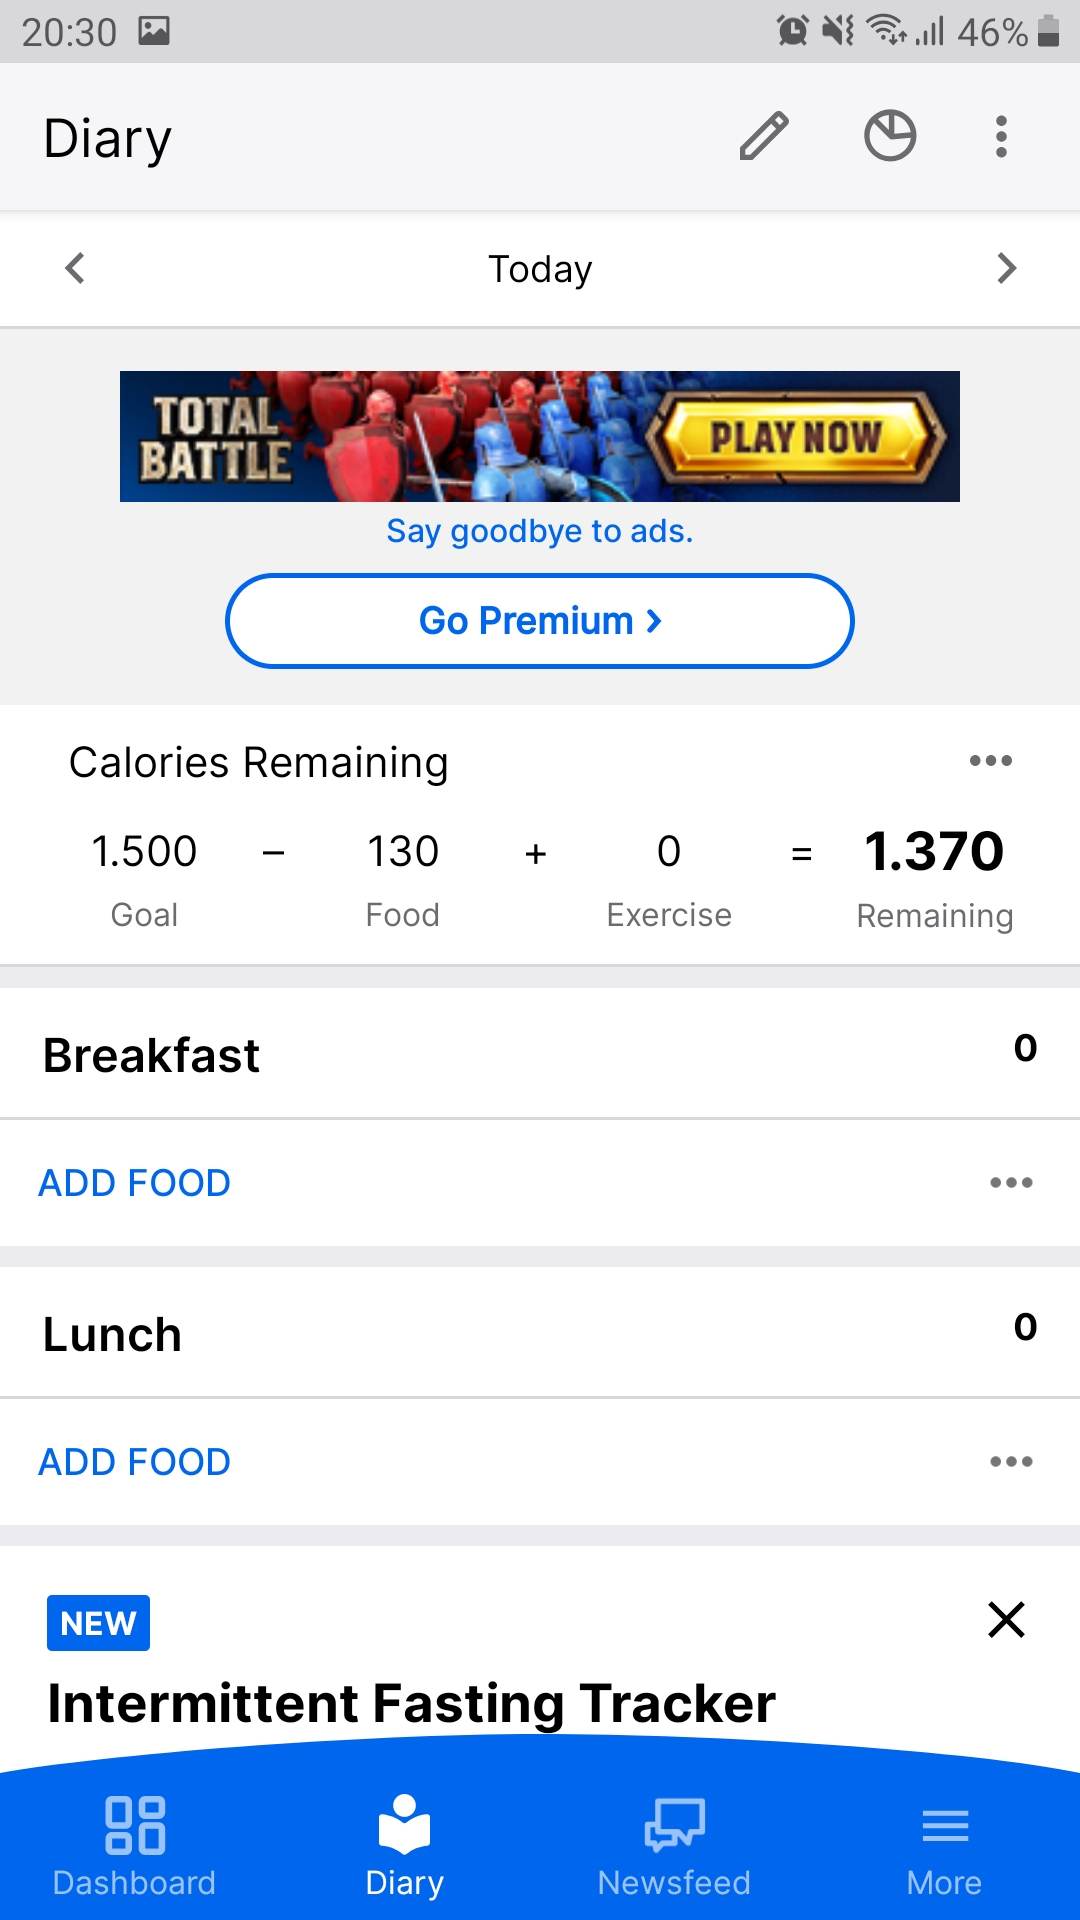 20:30 46%
Diary
Today
TOTAL
BATTLE
PLAY NOW
Say goodbye to ads.
Go Premium >
Calories Remaining
1.500 – 130 + 0 = 1.370
Goal Food Exercise Remaining
Breakfast 0
ADD FOOD
Lunch 0
ADD FOOD
NEW
Intermittent Fasting Tracker
Dashboard Diary Newsfeed More